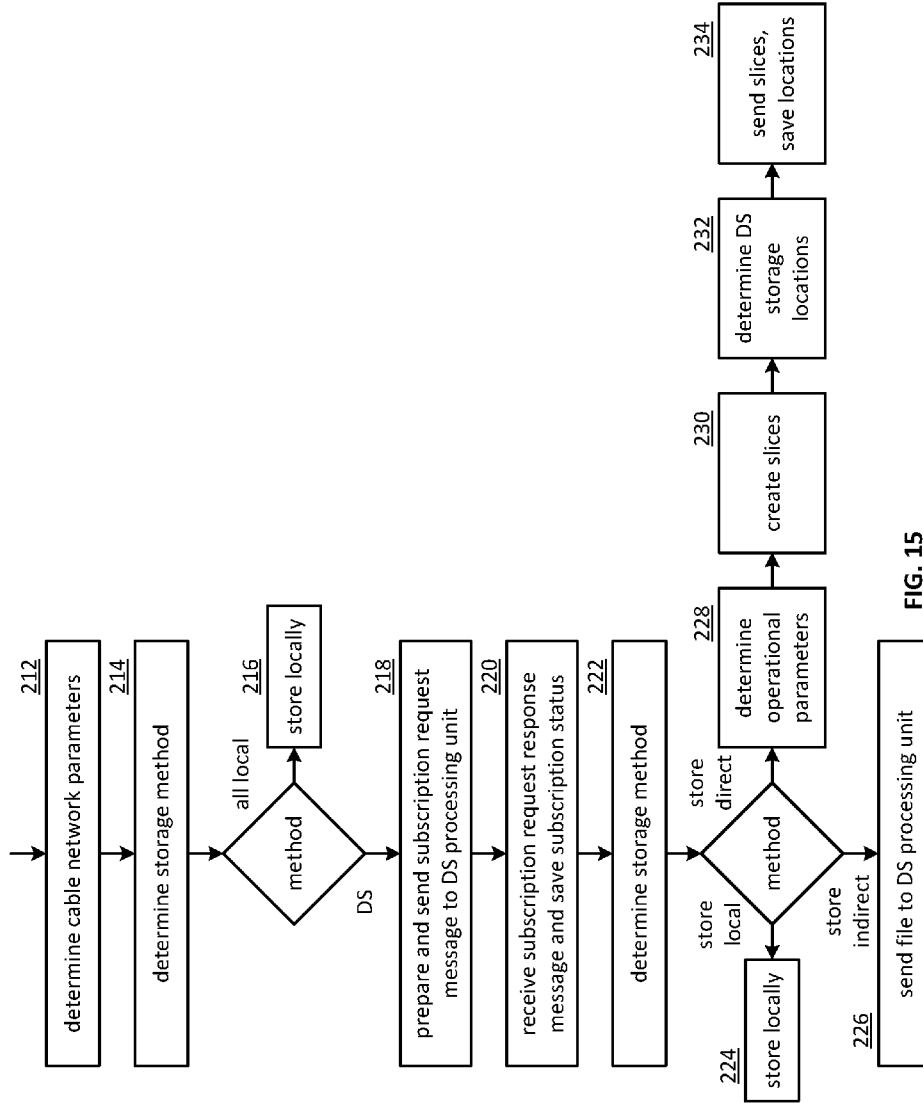 212
determine cable network parameters
214
determine storage method
method
all local
216
store locally
DS
218
prepare and send subscription request
message to DS processing unit
220
receive subscription request response
message and save subscription status
222
determine storage method
method
store
local
224
store locally
store
indirect
226
send file to DS processing unit
store
direct
228
determine
operational
parameters
230
create slices
232
determine DS
storage
locations
234
send slices,
save locations
FIG. 15